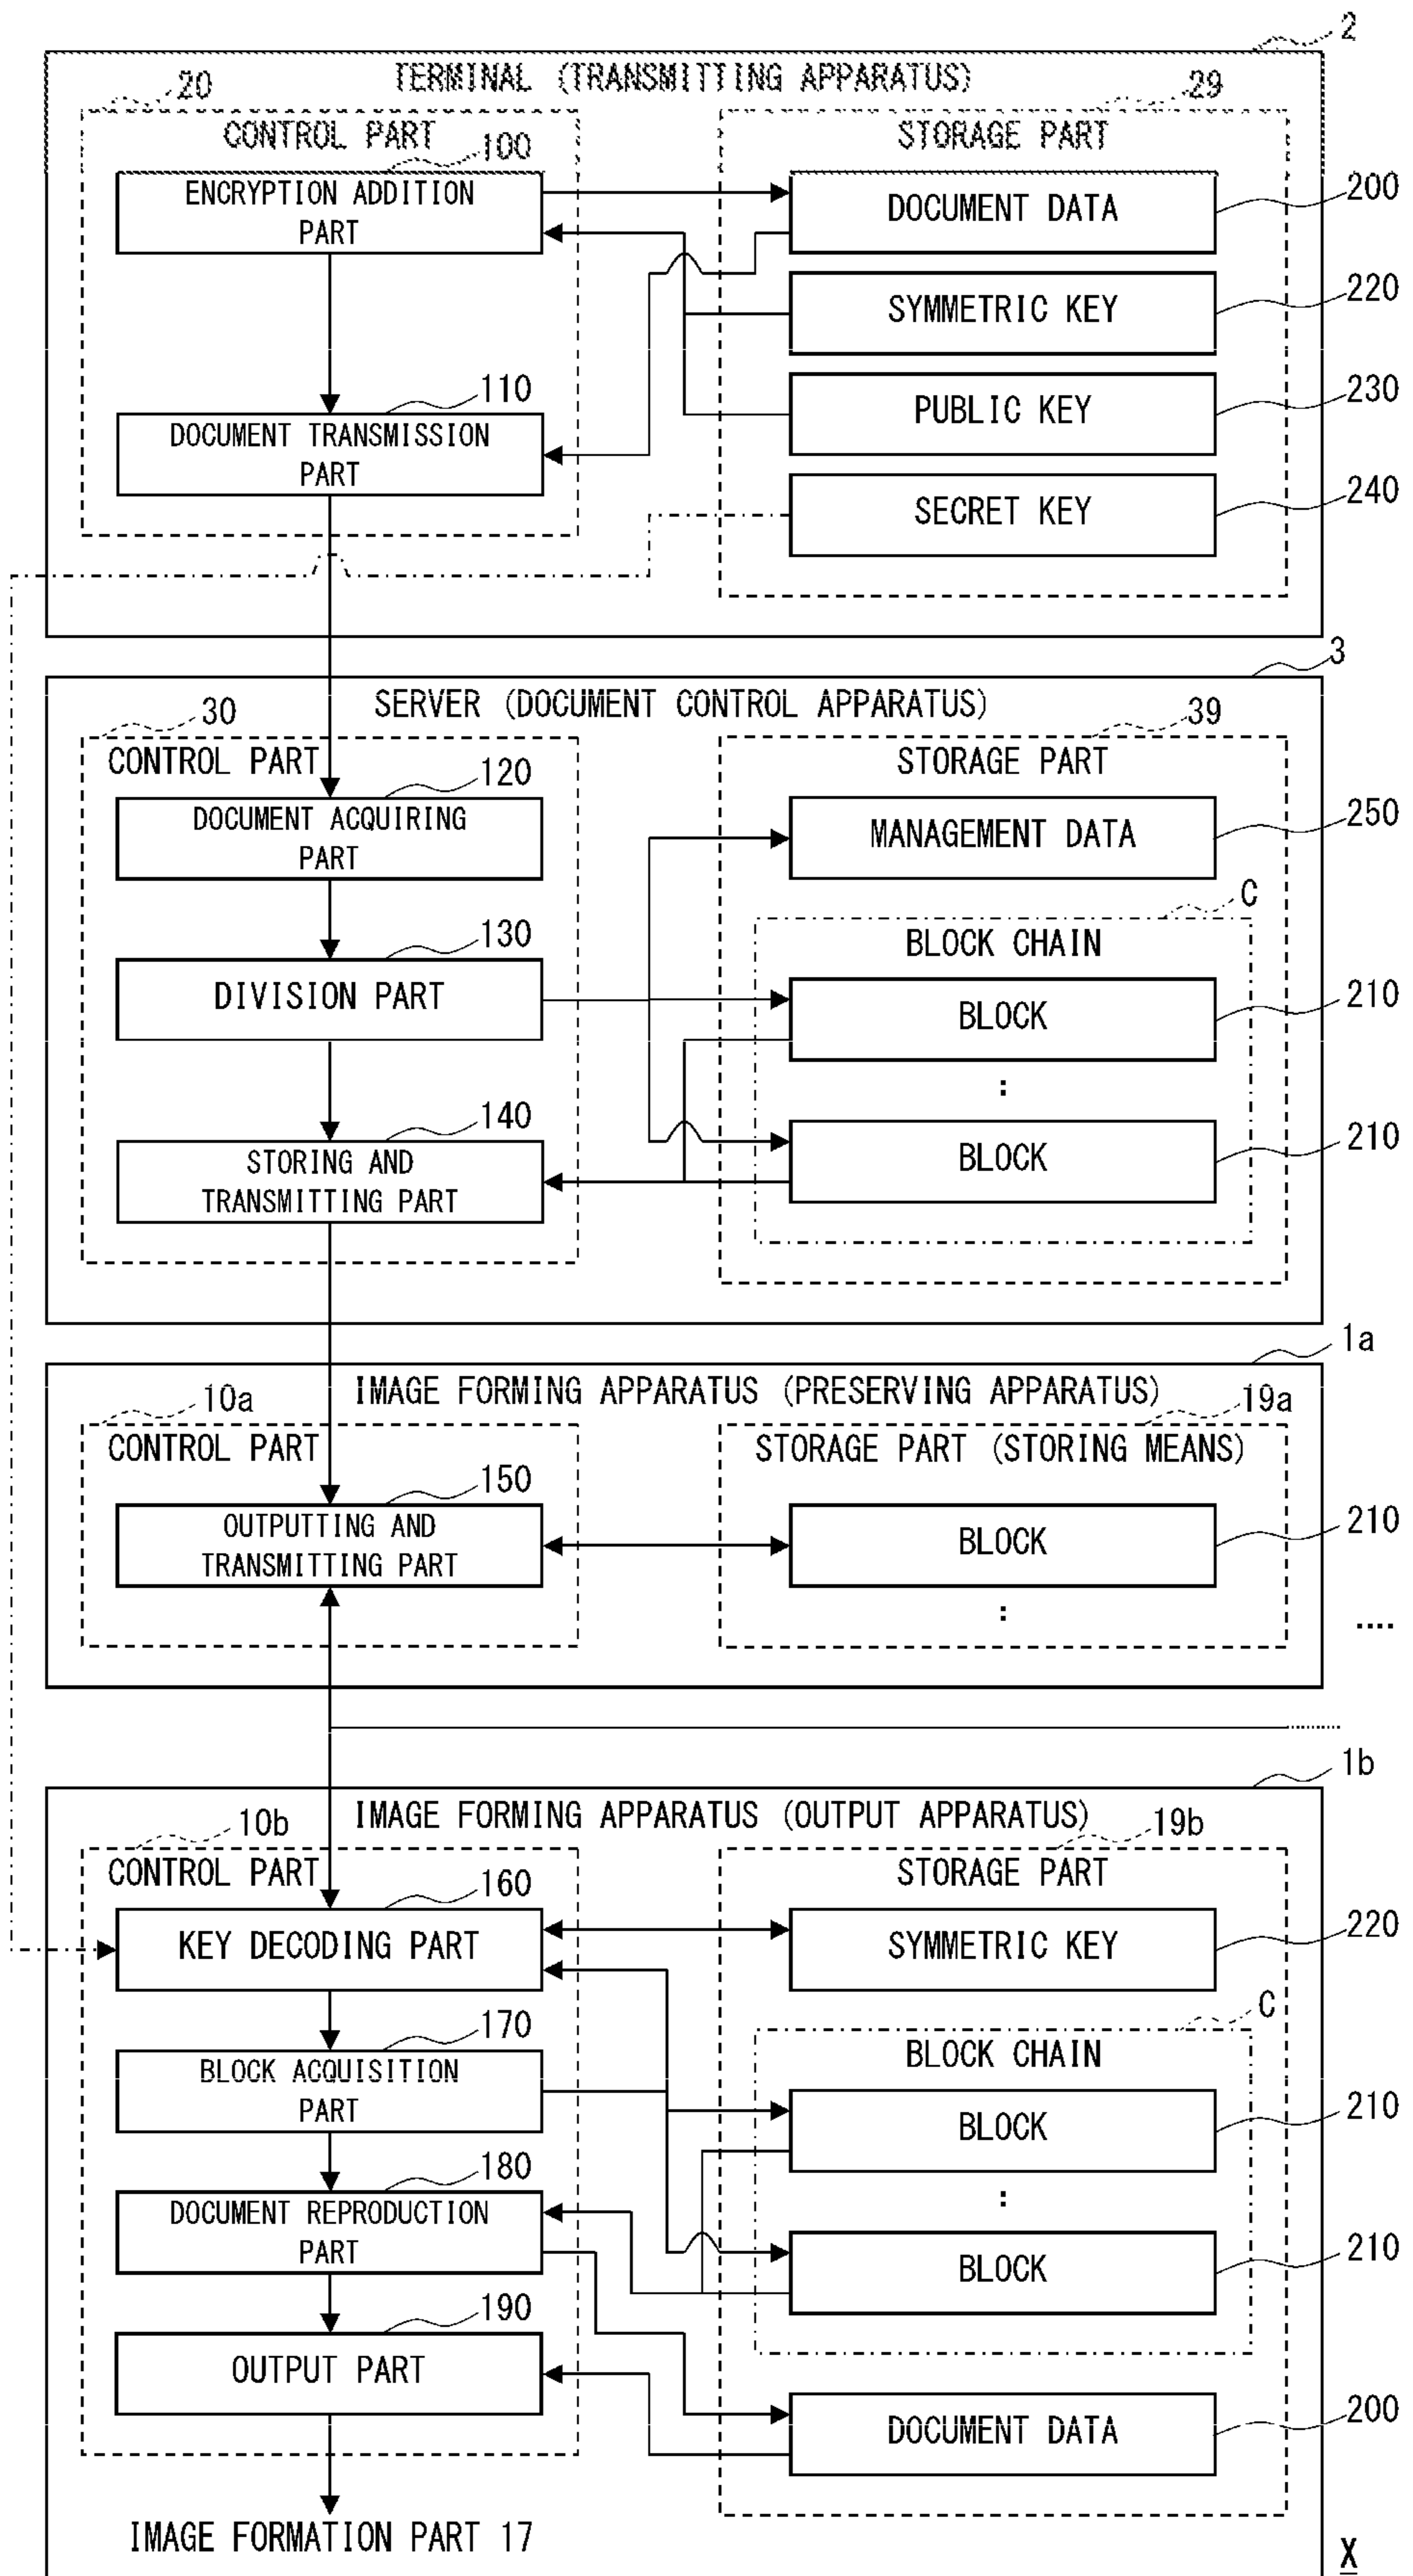 2
TERMINAL (TRANSMITTING APPARATUS)
20
29
CONTROL PART
STORAGE PART
100
ENCRYPTION ADDITION
PART
DOCUMENT DATA
200
SYMMETRIC KEY
220
110
PUBLIC KEY
230
DOCUMENT TRANSMISSION
PART
SECRET KEY
240
3
SERVER (DOCUMENT CONTROL APPARATUS)
30
39
CONTROL PART
STORAGE PART
120
DOCUMENT ACQUIRING
PART
MANAGEMENT DATA
250
C
BLOCK CHAIN
130
DIVISION PART
BLOCK
210
:
140
STORING AND
TRANSMITTING PART
BLOCK
210
1a
IMAGE FORMING APPARATUS (PRESERVING APPARATUS)
10a
19a
CONTROL PART
STORAGE PART (STORING MEANS)
150
OUTPUTTING AND
TRANSMITTING PART
BLOCK
210
:
....
1b
IMAGE FORMING APPARATUS (OUTPUT APPARATUS)
10b
19b
CONTROL PART
STORAGE PART
160
KEY DECODING PART
SYMMETRIC KEY
220
C
170
BLOCK CHAIN
BLOCK ACQUISITION
PART
BLOCK
210
180
:
DOCUMENT REPRODUCTION
PART
BLOCK
210
190
OUTPUT PART
DOCUMENT DATA
200
IMAGE FORMATION PART 17
X